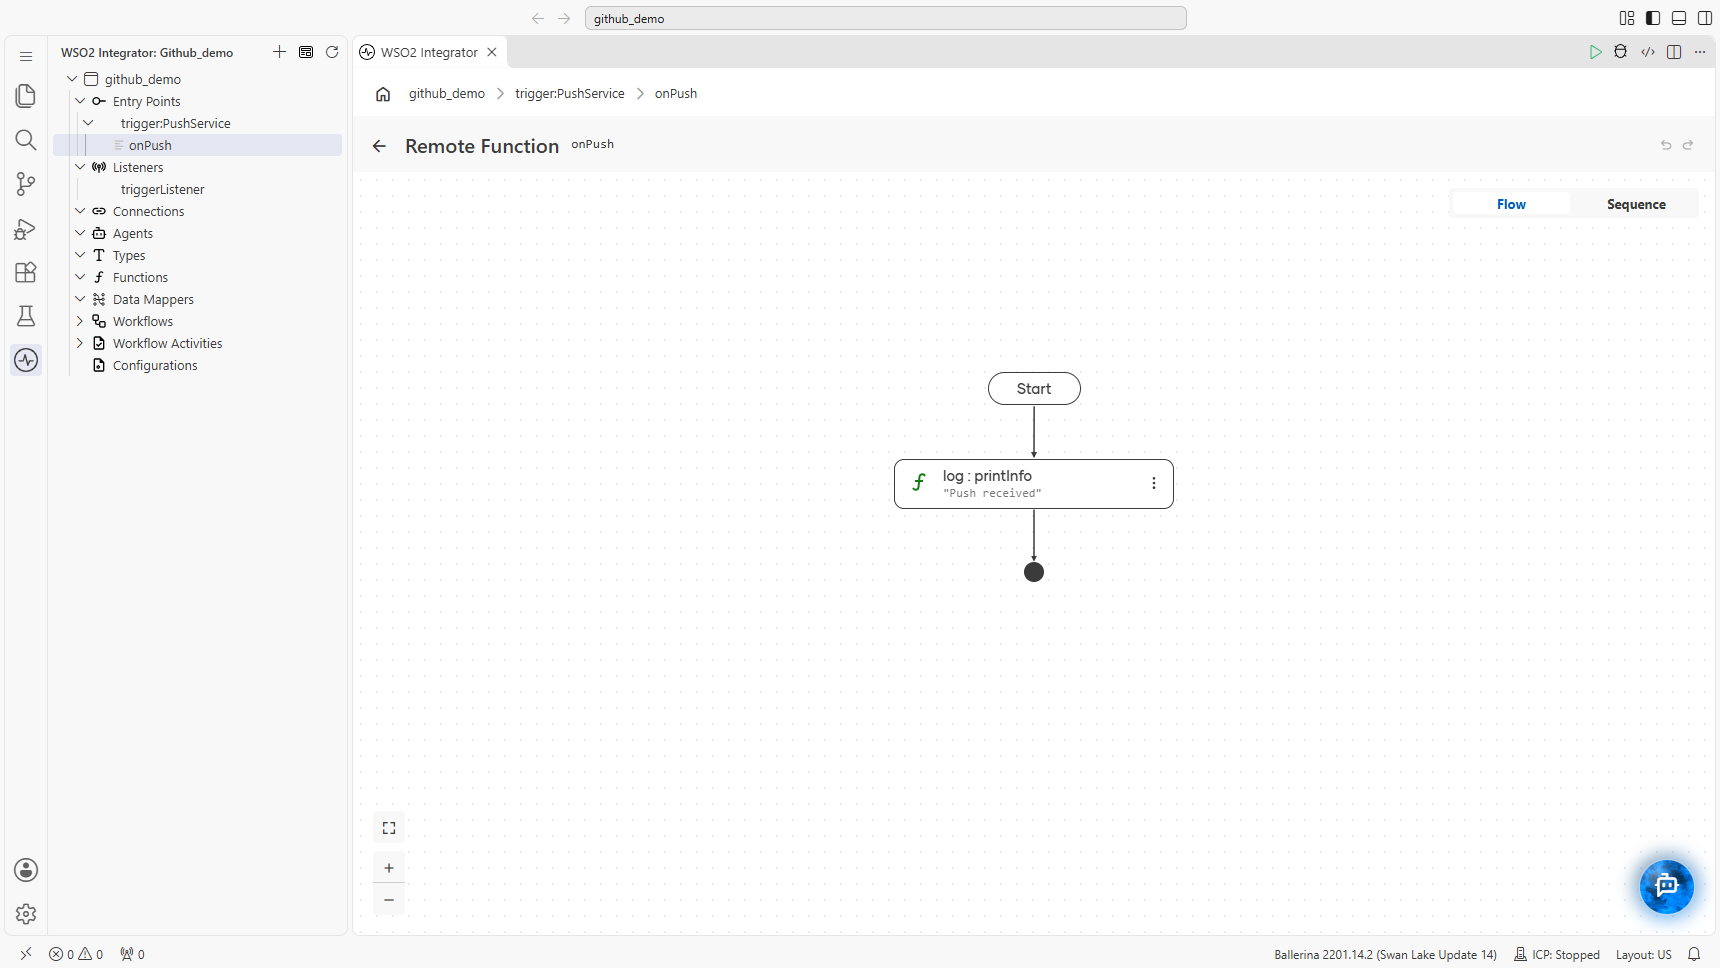 github_demo
WSO2 Integrator: Github_demo
github_demo
Entry Points
trigger:PushService
onPush
Listeners
triggerListener
Connections
Agents
Types
Functions
Data Mappers
Workflows
Workflow Activities
Configurations
WSO2 Integrator
github_demo
trigger:PushService
onPush
Remote Function onPush
Flow
Sequence
Start
log : printInfo
"Push received"
0 0 0
Ballerina 2201.14.2 (Swan Lake Update 14)
ICP: Stopped
Layout: US